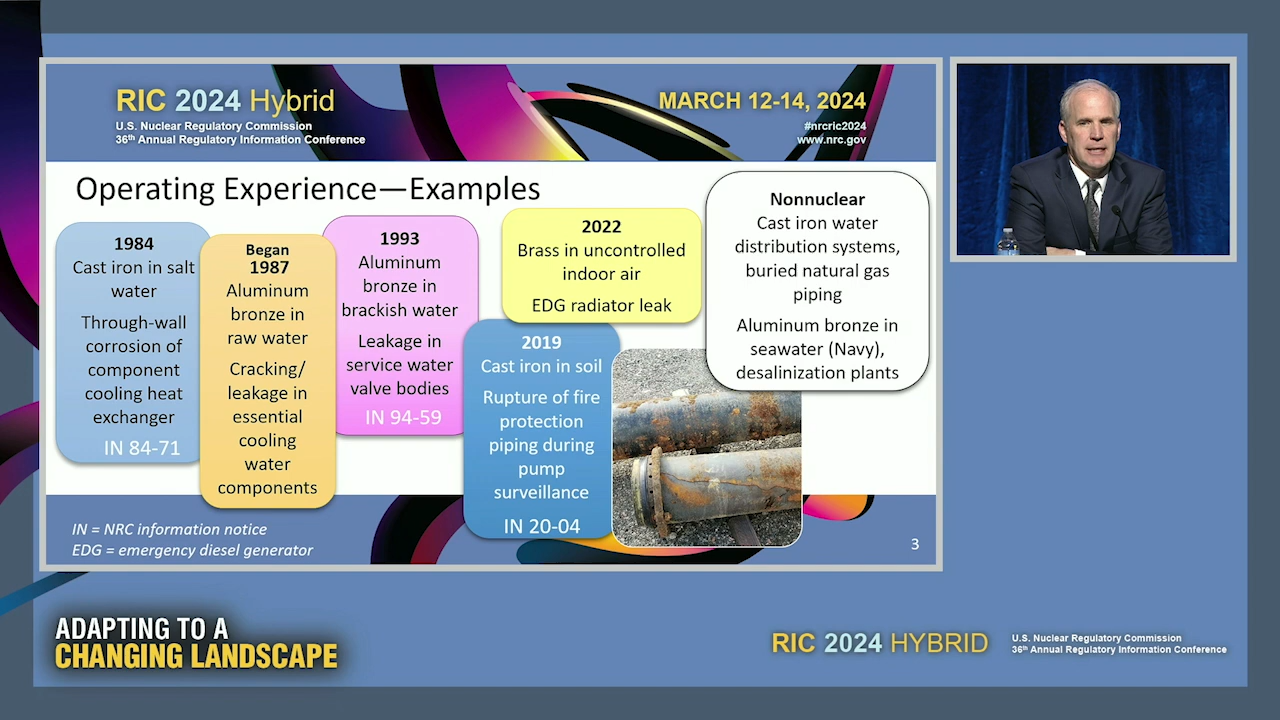 RIC 2024 Hybrid
U.S. Nuclear Regulatory Commission
36th Annual Regulatory Information Conference
MARCH 12-14, 2024
#nrcric2024
www.nrc.gov
Operating Experience—Examples
1984
Cast iron in salt
water
Through-wall
corrosion of
component
cooling heat
exchanger
IN 84-71
Began
1987
Aluminum
bronze in
raw water
Cracking/
leakage in
essential
cooling
water
components
1993
Aluminum
bronze in
brackish water
Leakage in
service water
valve bodies
IN 94-59
2019
Cast iron in soil
Rupture of fire
protection
piping during
pump
surveillance
IN 20-04
2022
Brass in uncontrolled
indoor air
EDG radiator leak
Nonnuclear
Cast iron water
distribution systems,
buried natural gas
piping
Aluminum bronze in
seawater (Navy),
desalinization plants
IN = NRC information notice
EDG = emergency diesel generator
3
ADAPTING TO A
CHANGING LANDSCAPE
RIC 2024 HYBRID
U.S. Nuclear Regulatory Commission
36th Annual Regulatory Information Conference